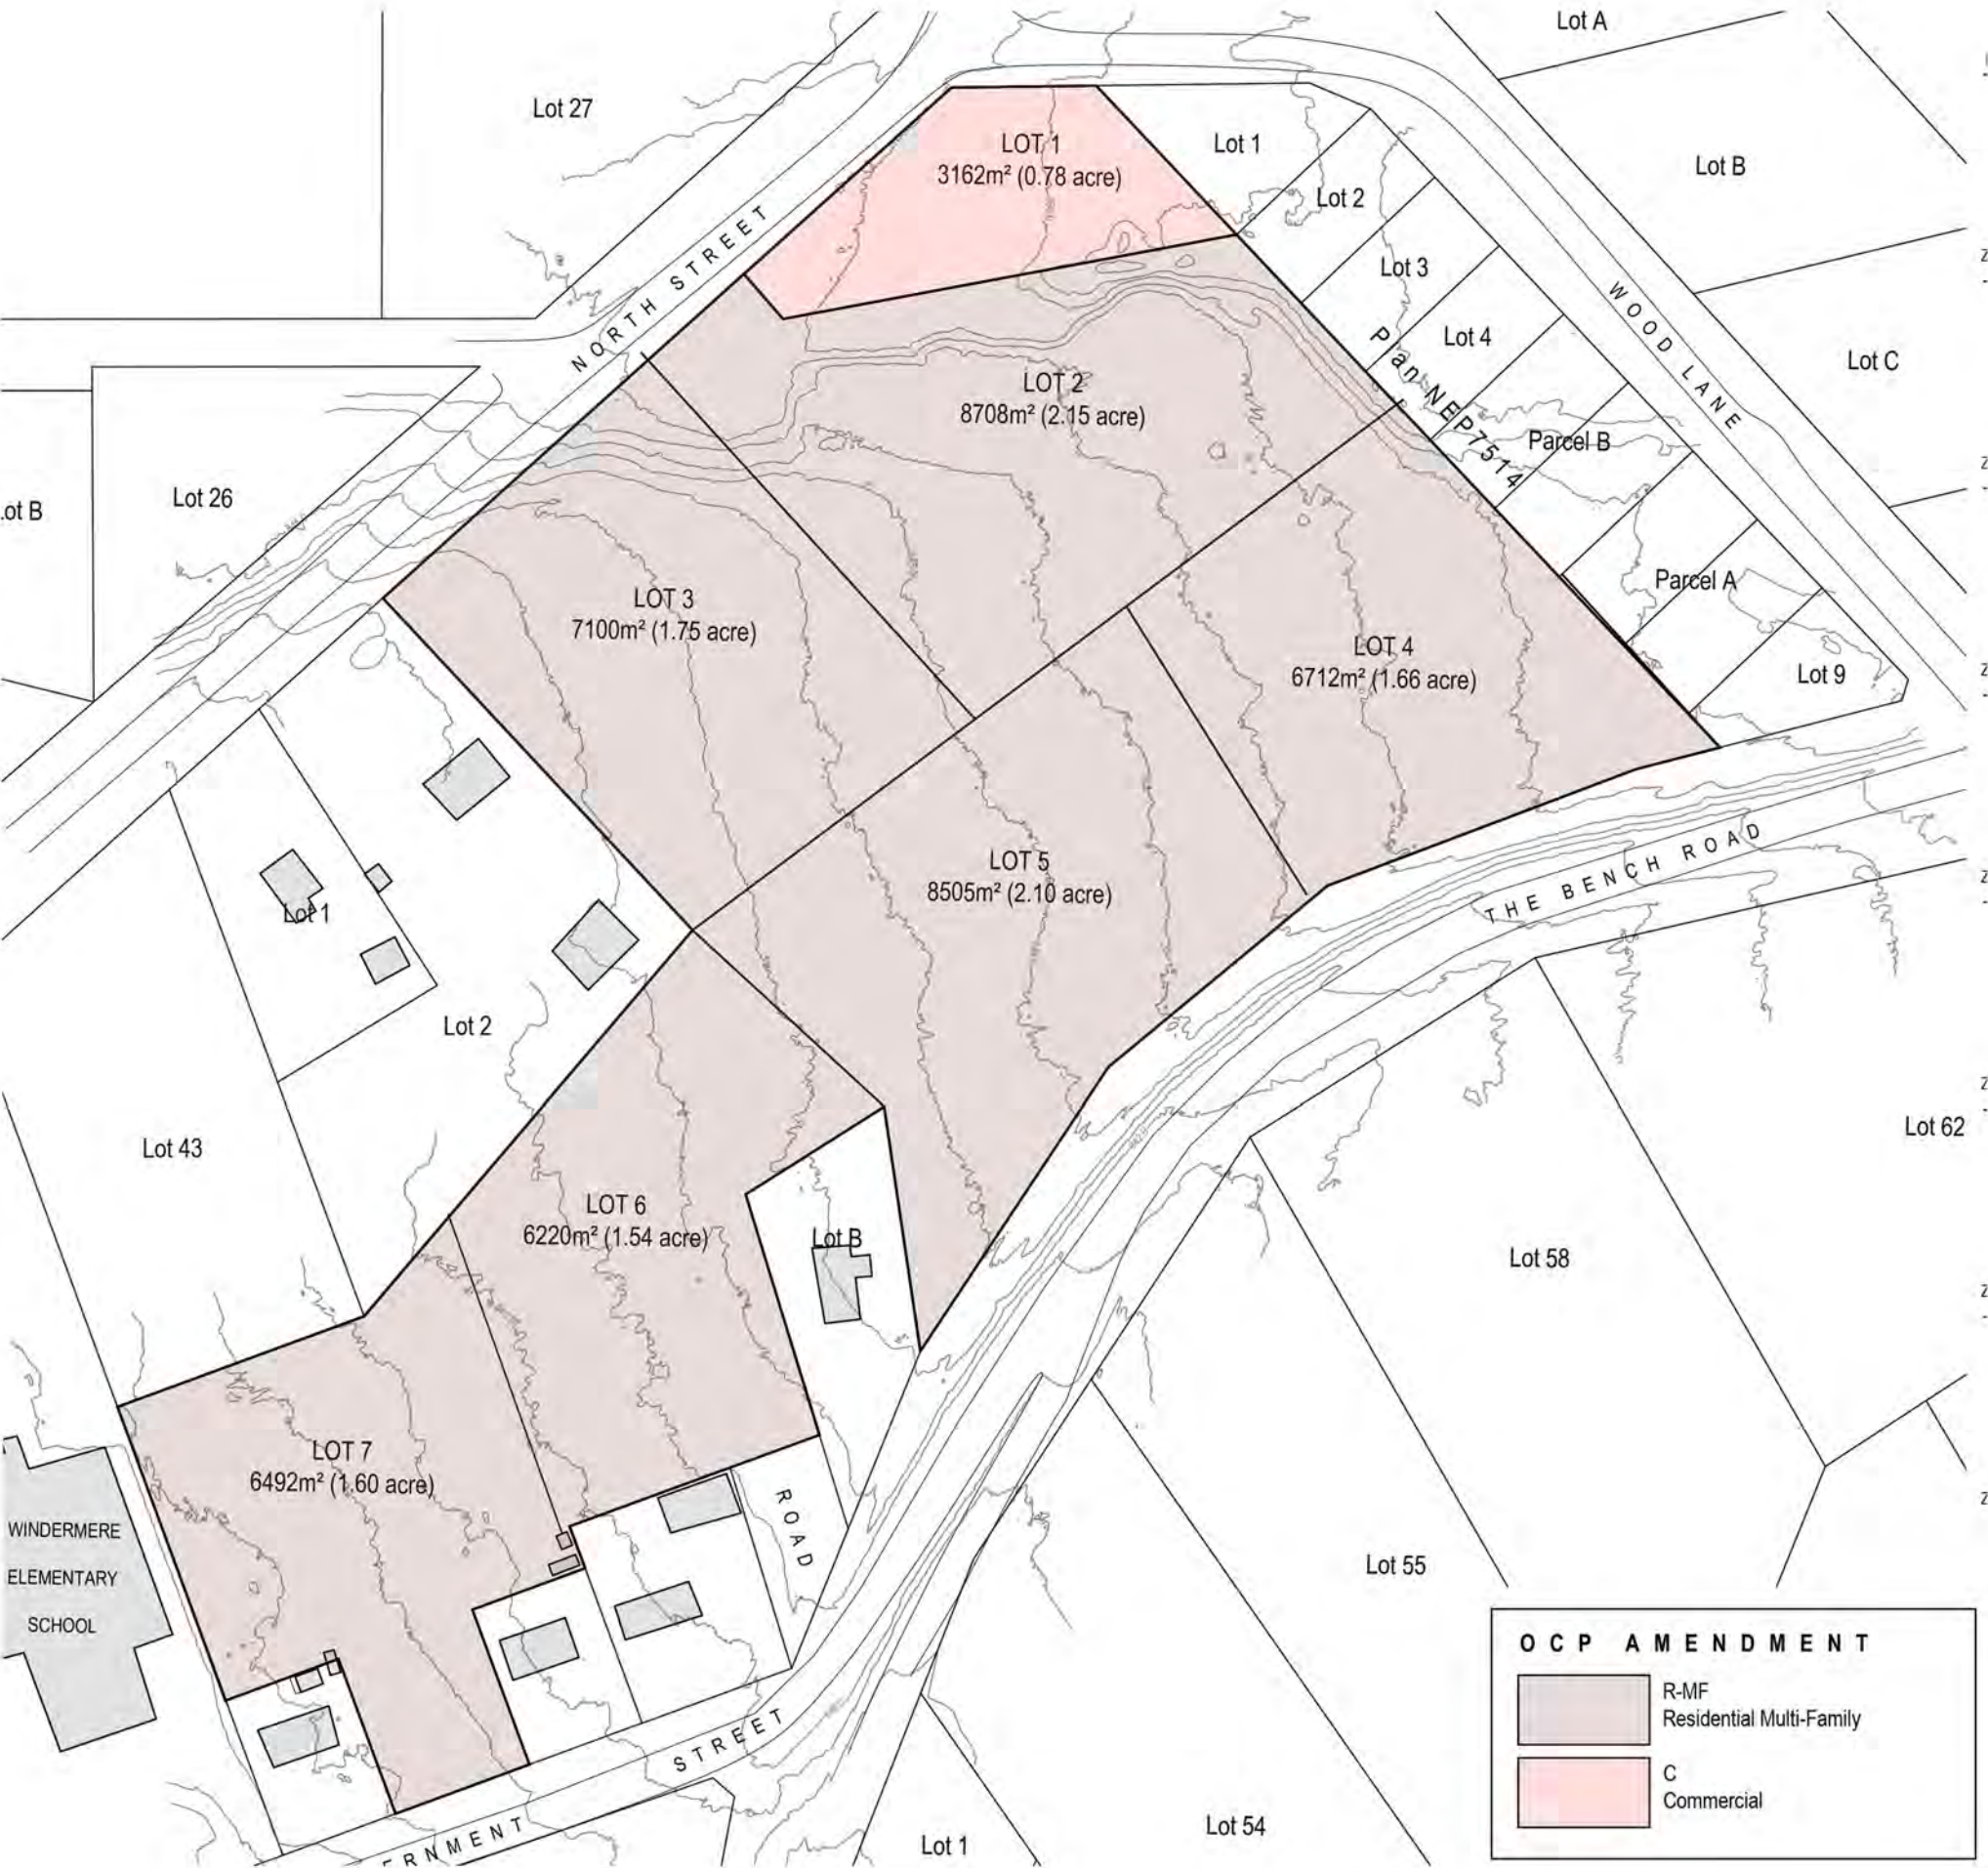 Lot A
Lot 27
LOT 1
3162m² (0.78 acre)
Lot 1
Lot B
Lot 2
NORTH STREET
Lot 3
WOOD LANE
Lot 4
Lot C
LOT 2
8708m² (2.15 acre)
Plan NEP7514
Parcel B
Lot 26
.ot B
LOT 3
7100m² (1.75 acre)
Parcel A
LOT 4
6712m² (1.66 acre)
Lot 9
THE BENCH ROAD
LOT 5
8505m² (2.10 acre)
Lot 1
Lot 2
Lot 43
Lot 62
LOT 6
6220m² (1.54 acre)
Lot B
Lot 58
LOT 7
6492m² (1.60 acre)
ROAD
WINDERMERE
ELEMENTARY
SCHOOL
Lot 55
OCP AMENDMENT
R-MF
Residential Multi-Family
C
Commercial
ERNMENT STREET
Lot 1
Lot 54